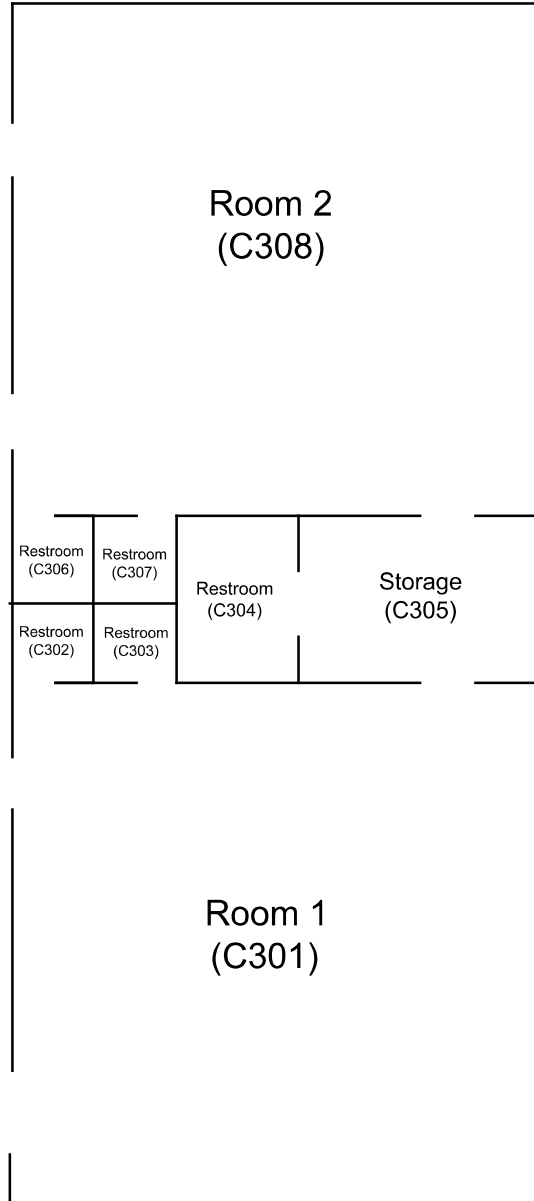 Room 2
(C308)
Restroom
(C306)
Restroom
(C307)
Restroom
(C304)
Storage
(C305)
Restroom
(C302)
Restroom
(C303)
Room 1
(C301)